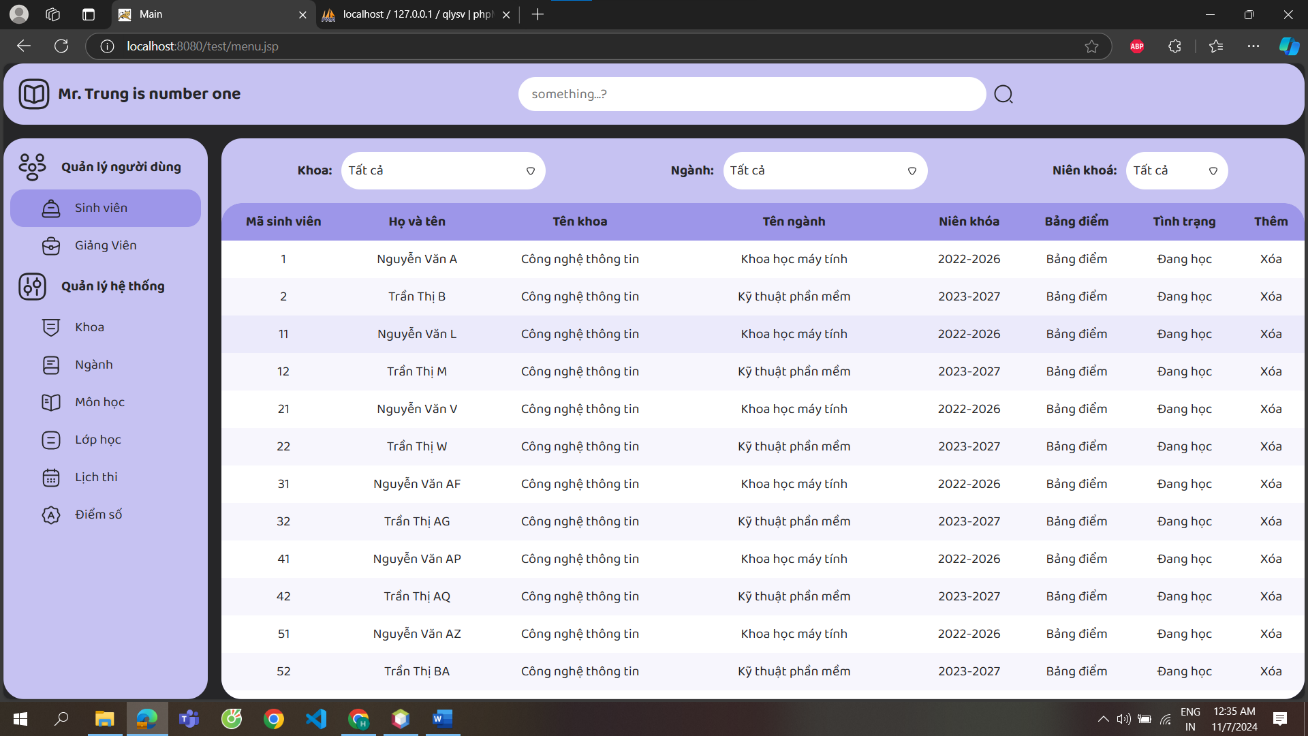 Main
localhost / 127.0.0.1 / qlysv | php
localhost:8080/test/menu.jsp
ABP
Mr. Trung is number one
something...?
Quản lý người dùng
Sinh viên
Giảng Viên
Quản lý hệ thống
Khoa
Ngành
Môn học
Lớp học
Lịch thi
Điểm số
Khoa: Tất cả Ngành: Tất cả Niên khoá: Tất cả
Mã sinh viên Họ và tên Tên khoa Tên ngành Niên khóa Bảng điểm Tình trạng Thêm
1 Nguyễn Văn A Công nghệ thông tin Khoa học máy tính 2022-2026 Bảng điểm Đang học Xóa
2 Trần Thị B Công nghệ thông tin Kỹ thuật phần mềm 2023-2027 Bảng điểm Đang học Xóa
11 Nguyễn Văn L Công nghệ thông tin Khoa học máy tính 2022-2026 Bảng điểm Đang học Xóa
12 Trần Thị M Công nghệ thông tin Kỹ thuật phần mềm 2023-2027 Bảng điểm Đang học Xóa
21 Nguyễn Văn V Công nghệ thông tin Khoa học máy tính 2022-2026 Bảng điểm Đang học Xóa
22 Trần Thị W Công nghệ thông tin Kỹ thuật phần mềm 2023-2027 Bảng điểm Đang học Xóa
31 Nguyễn Văn AF Công nghệ thông tin Khoa học máy tính 2022-2026 Bảng điểm Đang học Xóa
32 Trần Thị AG Công nghệ thông tin Kỹ thuật phần mềm 2023-2027 Bảng điểm Đang học Xóa
41 Nguyễn Văn AP Công nghệ thông tin Khoa học máy tính 2022-2026 Bảng điểm Đang học Xóa
42 Trần Thị AQ Công nghệ thông tin Kỹ thuật phần mềm 2023-2027 Bảng điểm Đang học Xóa
51 Nguyễn Văn AZ Công nghệ thông tin Khoa học máy tính 2022-2026 Bảng điểm Đang học Xóa
52 Trần Thị BA Công nghệ thông tin Kỹ thuật phần mềm 2023-2027 Bảng điểm Đang học Xóa
ENG
IN
12:35 AM
11/7/2024